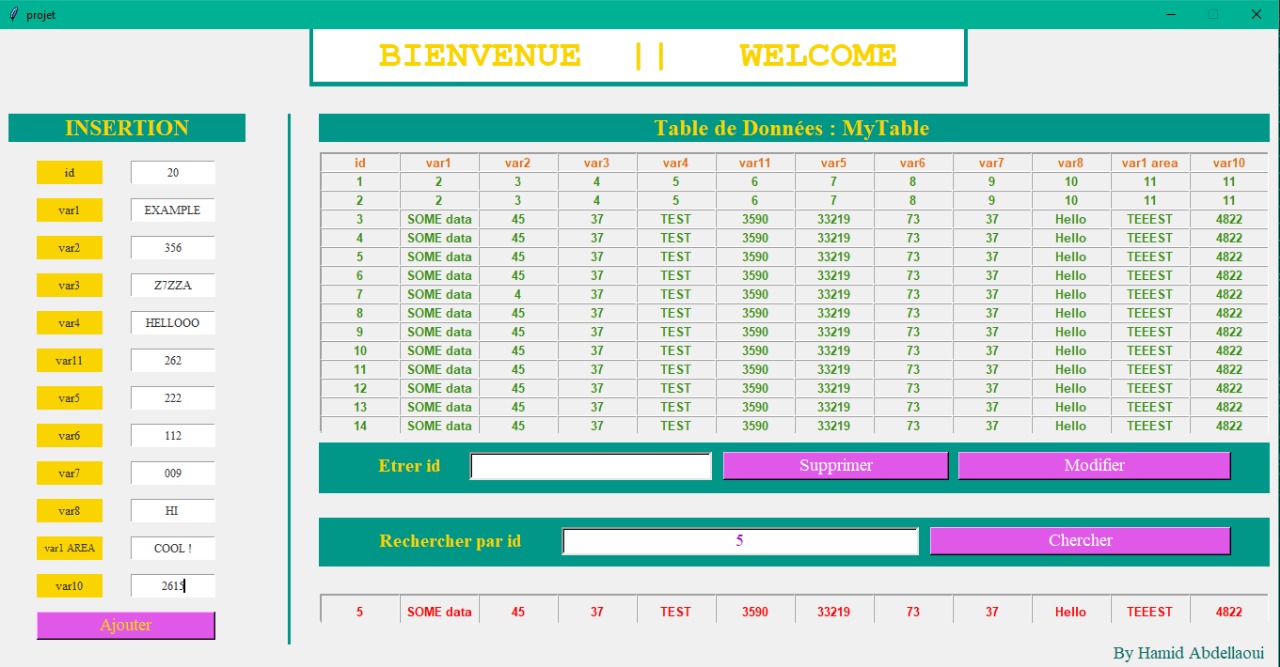 projet
BIENVENUE || WELCOME
INSERTION
id 20
var1 EXAMPLE
var2 356
var3 Z7ZZA
var4 HELLOOO
var11 262
var5 222
var6 112
var7 009
var8 HI
var1 AREA COOL !
var10 2615
Ajouter
Table de Données : MyTable
id var1 var2 var3 var4 var11 var5 var6 var7 var8 var1 area var10
1 2 3 4 5 6 7 8 9 10 11 11
2 2 3 4 5 6 7 8 9 10 11 11
3 SOME data 45 37 TEST 3590 33219 73 37 Hello TEEEST 4822
4 SOME data 45 37 TEST 3590 33219 73 37 Hello TEEEST 4822
5 SOME data 45 37 TEST 3590 33219 73 37 Hello TEEEST 4822
6 SOME data 45 37 TEST 3590 33219 73 37 Hello TEEEST 4822
7 SOME data 4 37 TEST 3590 33219 73 37 Hello TEEEST 4822
8 SOME data 45 37 TEST 3590 33219 73 37 Hello TEEEST 4822
9 SOME data 45 37 TEST 3590 33219 73 37 Hello TEEEST 4822
10 SOME data 45 37 TEST 3590 33219 73 37 Hello TEEEST 4822
11 SOME data 45 37 TEST 3590 33219 73 37 Hello TEEEST 4822
12 SOME data 45 37 TEST 3590 33219 73 37 Hello TEEEST 4822
13 SOME data 45 37 TEST 3590 33219 73 37 Hello TEEEST 4822
14 SOME data 45 37 TEST 3590 33219 73 37 Hello TEEEST 4822
Etrer id Supprimer Modifier
Rechercher par id 5 Chercher
5 SOME data 45 37 TEST 3590 33219 73 37 Hello TEEEST 4822
By Hamid Abdellaoui